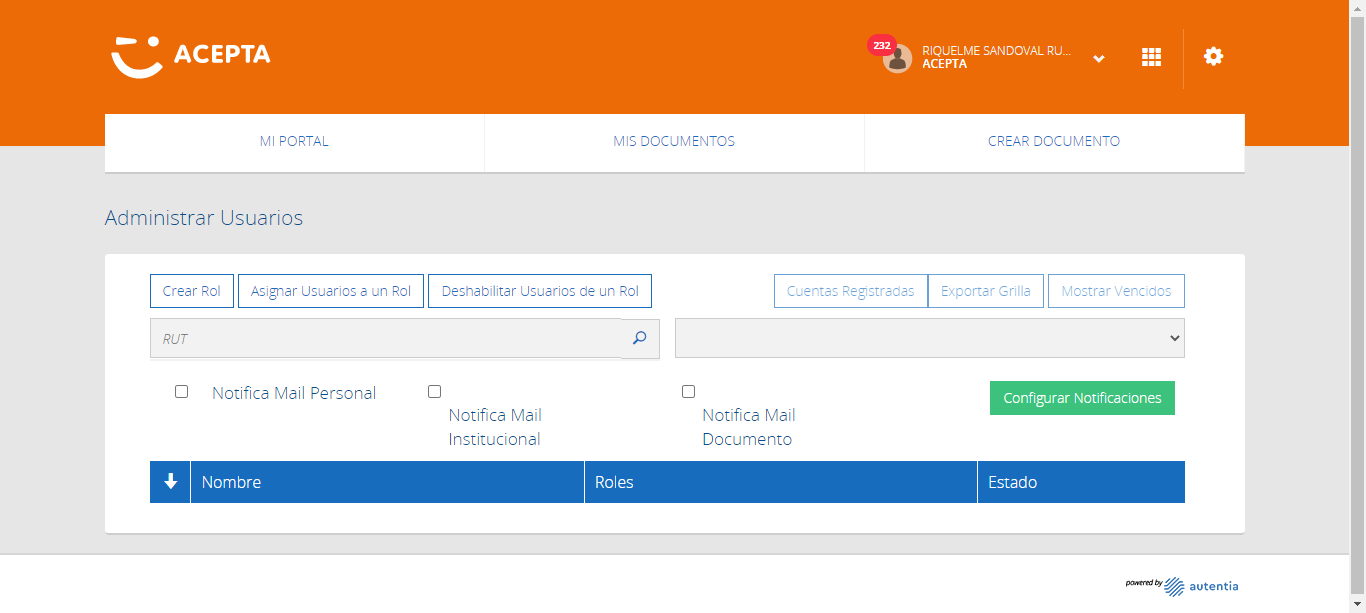 ACEPTA
232
RIQUELME SANDOVAL RU...
ACEPTA
MI PORTAL
MIS DOCUMENTOS
CREAR DOCUMENTO
Administrar Usuarios
Crear Rol
Asignar Usuarios a un Rol
Deshabilitar Usuarios de un Rol
Cuentas Registradas
Exportar Grilla
Mostrar Vencidos
RUT
Notifica Mail Personal
Notifica Mail
Institucional
Notifica Mail
Documento
Configurar Notificaciones
Nombre
Roles
Estado
powered by
autentia